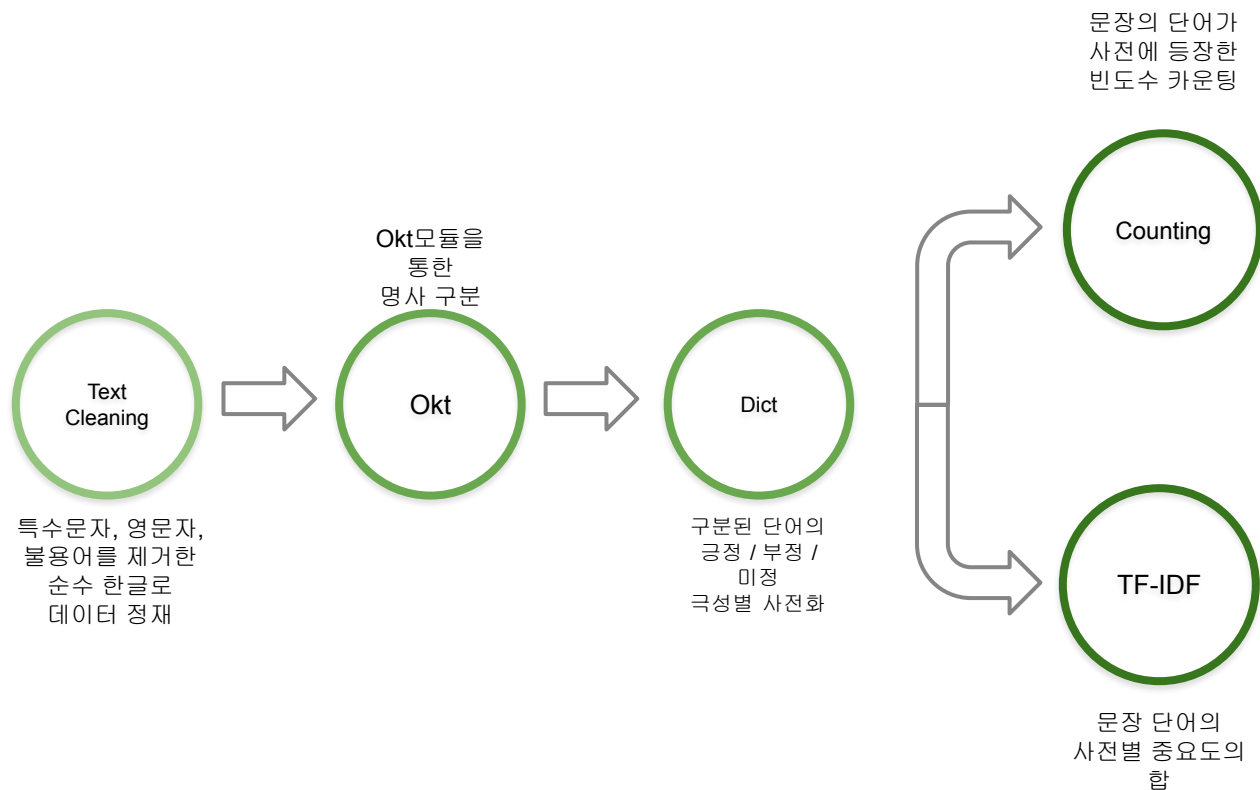 문장의 단어가
사전에 등장한
빈도수 카운팅
Counting
Okt모듈을
통한
명사 구분
Text
Cleaning
Okt
Dict
특수문자, 영문자,
불용어를 제거한
순수 한글로
데이터 정재
구분된 단어의
긍정 / 부정 /
미정
극성별 사전화
TF-IDF
문장 단어의
사전별 중요도의
합